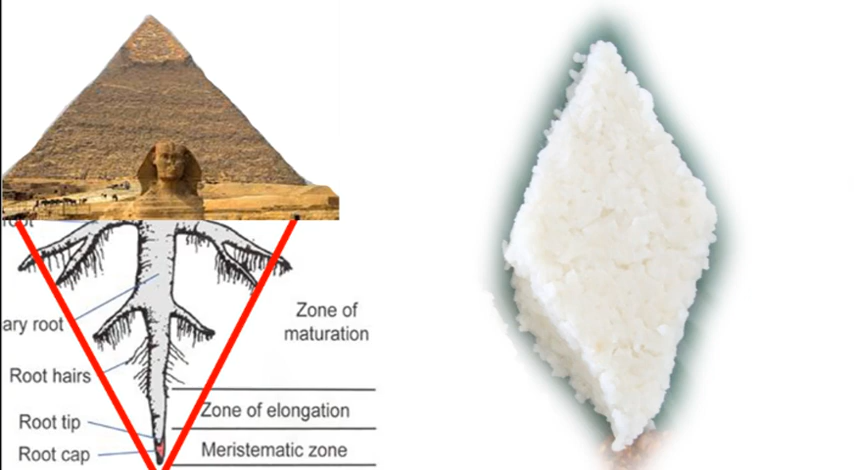 ary root
Zone of
maturation
Root hairs
Zone of elongation
Root tip
Root cap
Meristematic zone